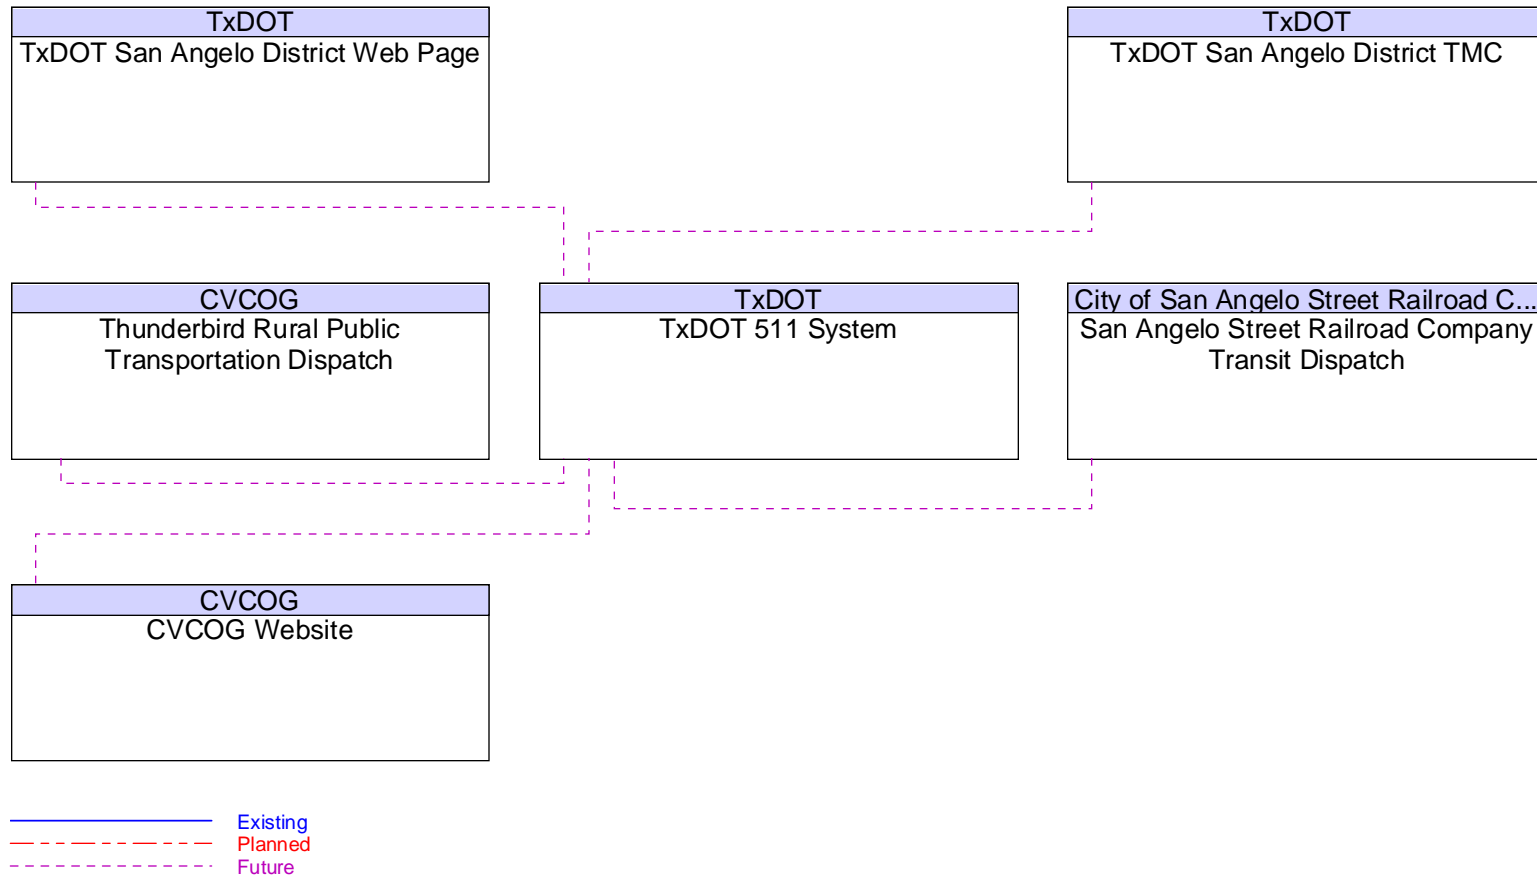 TxDOT
TxDOT San Angelo District Web Page
TxDOT
TxDOT San Angelo District TMC
CVCOG
Thunderbird Rural Public
Transportation Dispatch
TxDOT
TxDOT 511 System
City of San Angelo Street Railroad C...
San Angelo Street Railroad Company
Transit Dispatch
CVCOG
CVCOG Website
Existing
Planned
Future